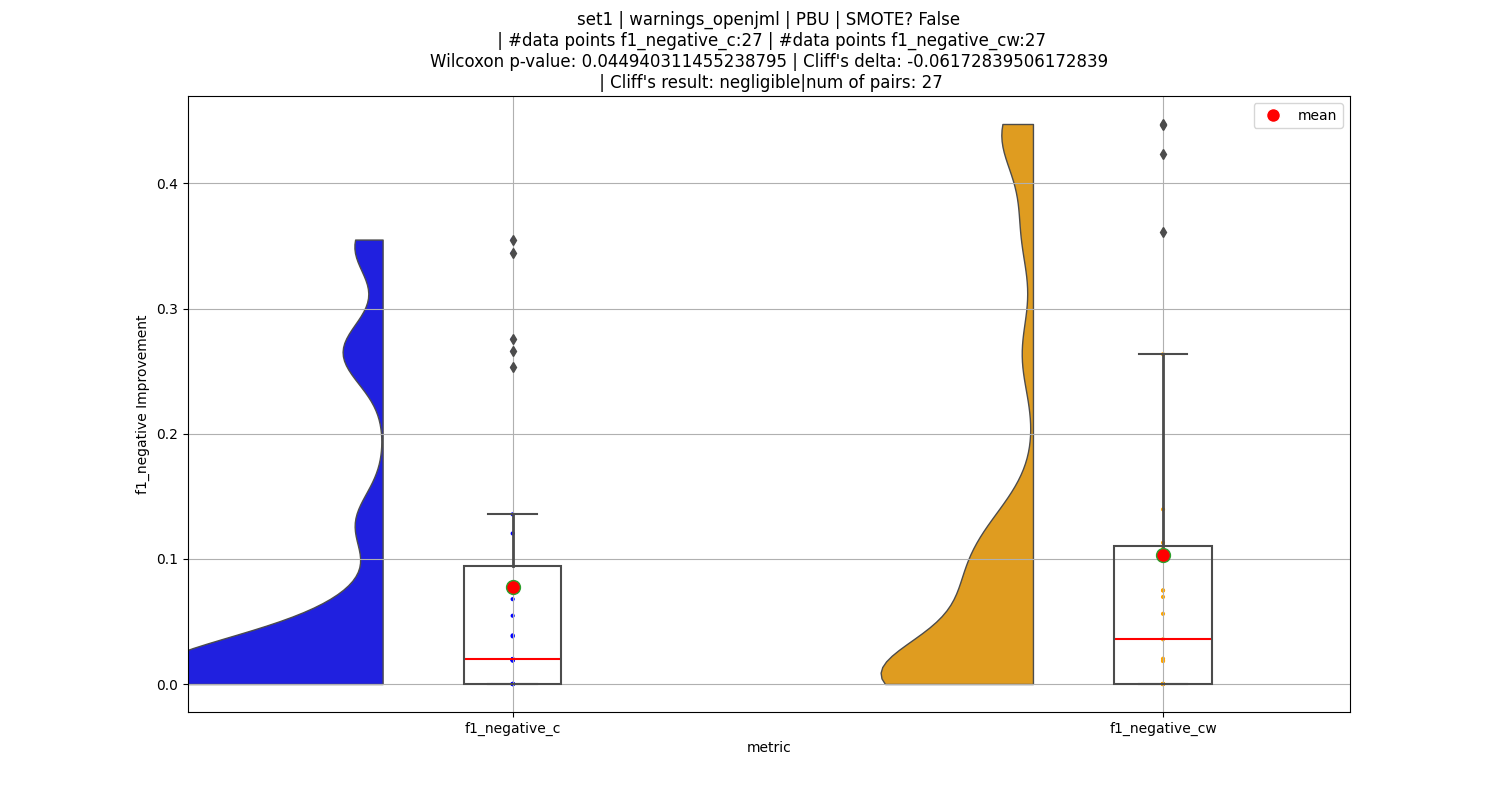 set1 | warnings_openjml | PBU | SMOTE? False
| #data points f1_negative_c:27 | #data points f1_negative_cw:27
Wilcoxon p-value: 0.044940311455238795 | Cliff's delta: -0.06172839506172839
| Cliff's result: negligible|num of pairs: 27
mean
0.4
0.3
0.2
0.1
0.0
f1_negative Improvement
f1_negative_c
f1_negative_cw
metric